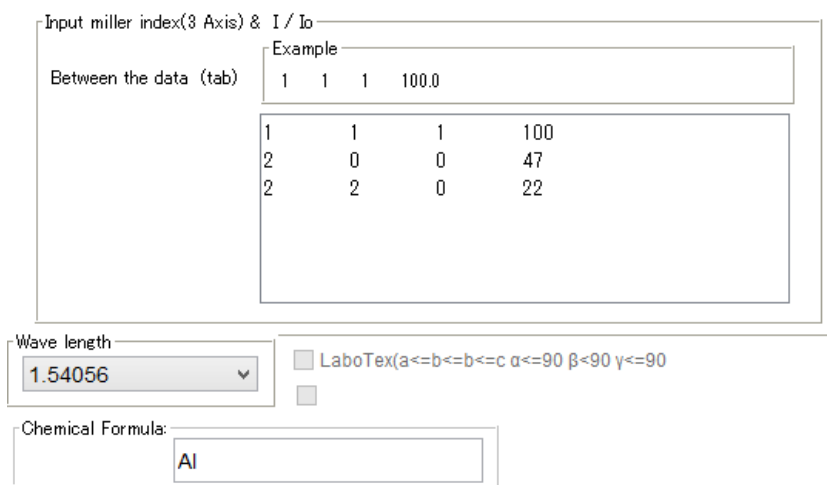 Input miller index(3 Axis) & I / Io
Example
Between the data (tab) 1 1 1 100.0
1 1 1 100
2 0 0 47
2 2 0 22
Wave length
1.54056
LaboTex(a<=b<=b<=c α<=90 β<90 γ<=90
Chemical Formula:
Al